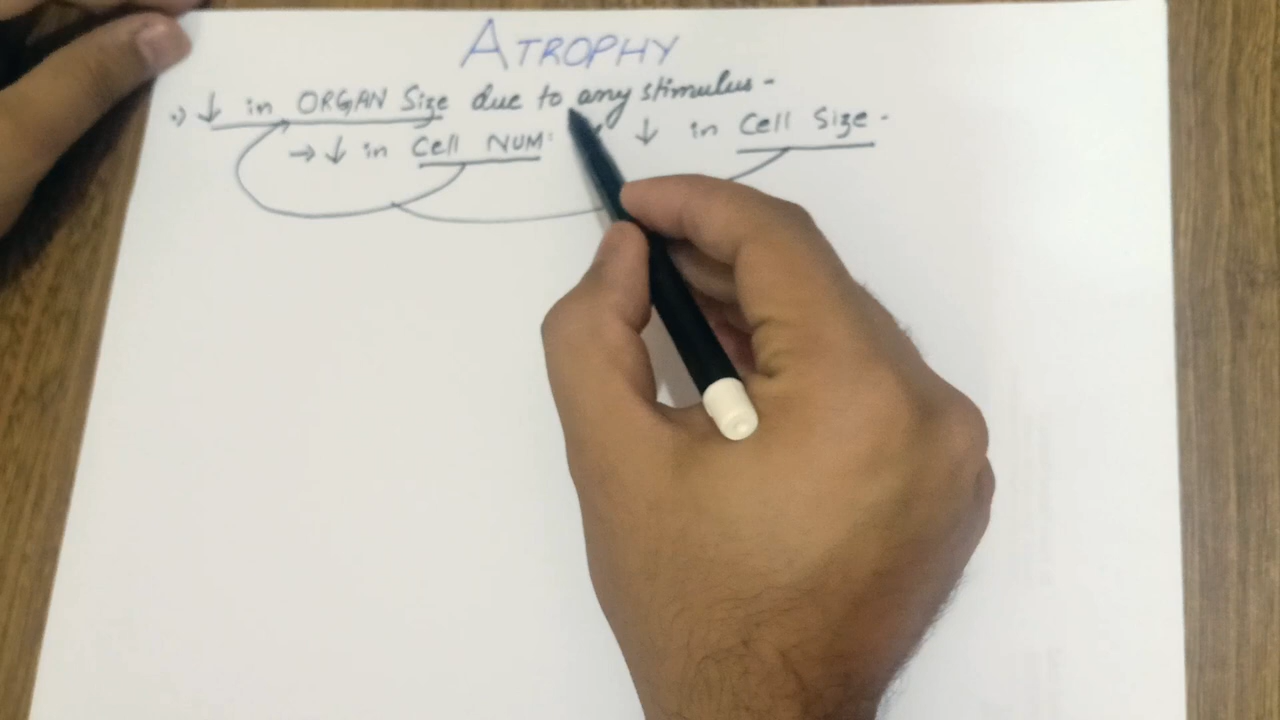 ATROPHY
:) ↓ in ORGAN Size due to any stimulus -
→ ↓ in Cell NUM: ↓ in Cell Size -